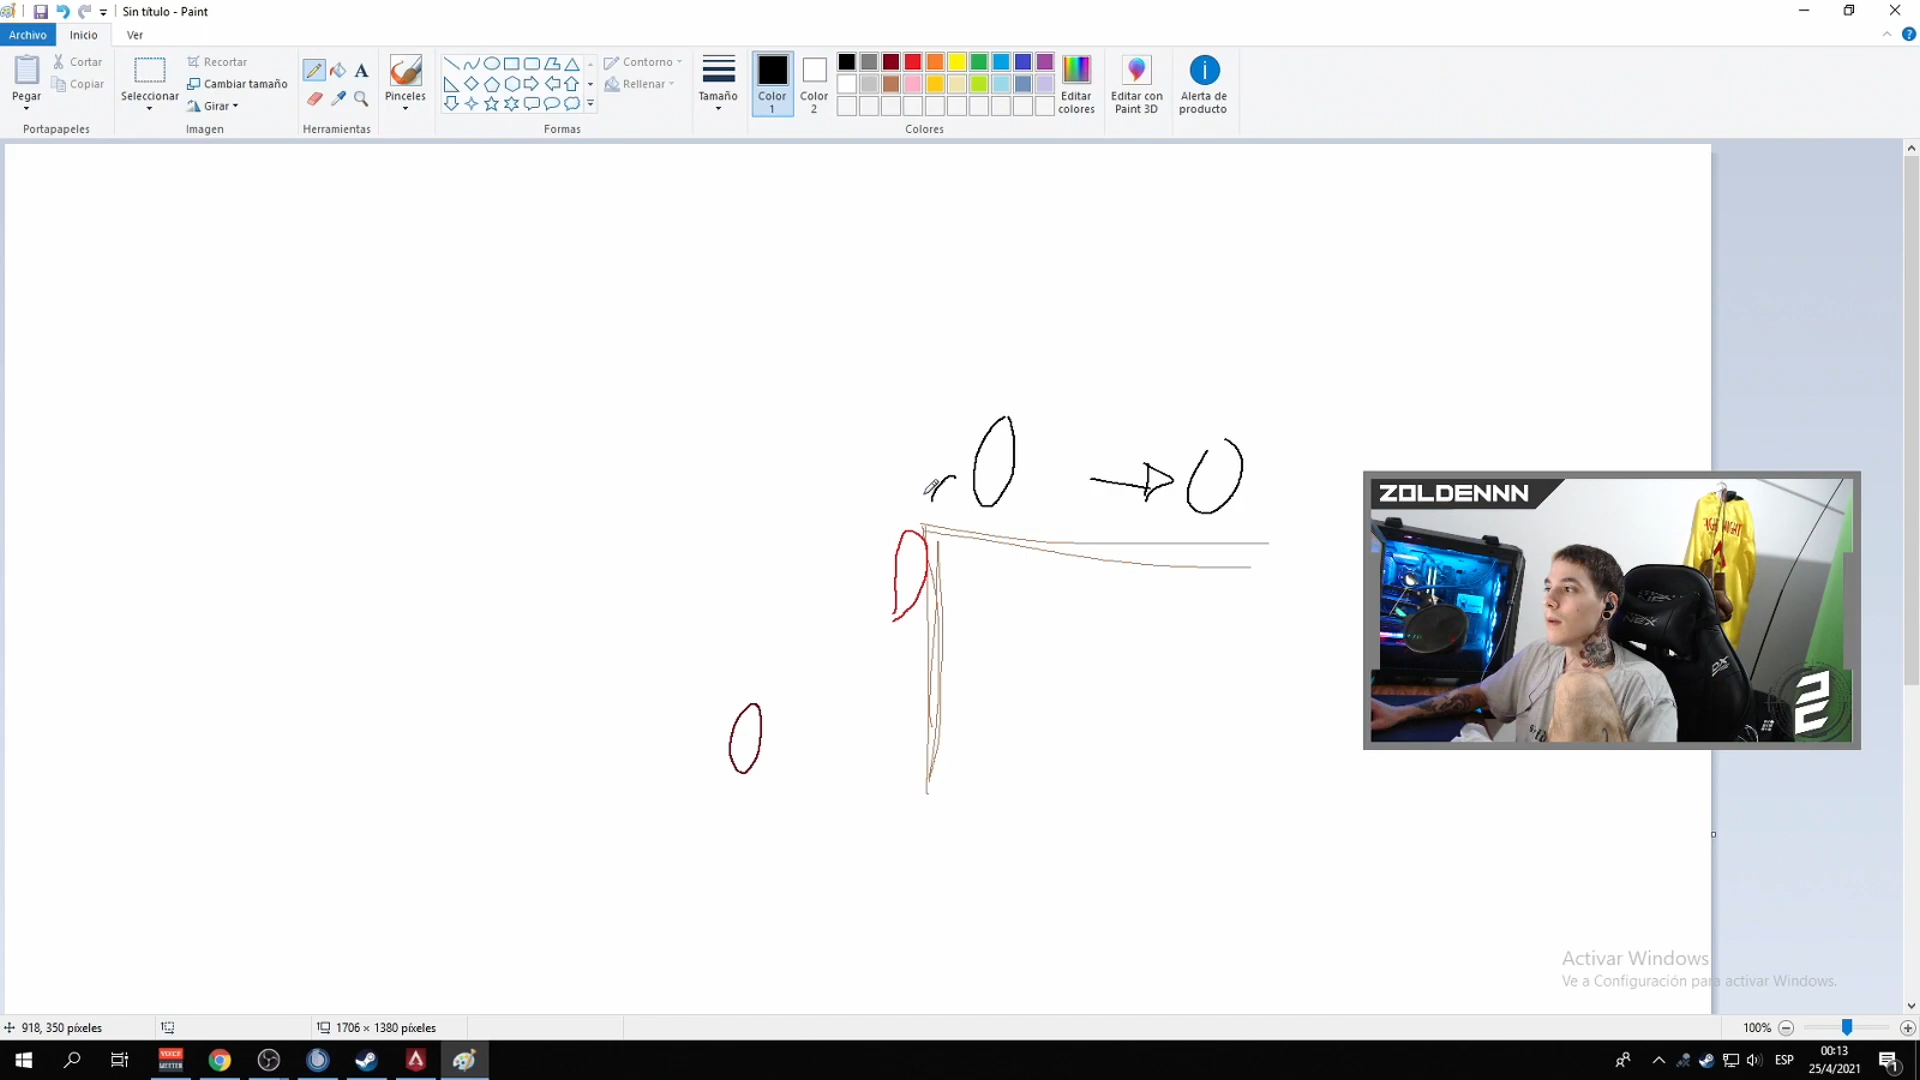 Sin título - Paint
Archivo Inicio Ver
Pegar
Cortar
Copiar
Portapapeles
Seleccionar
Recortar
Cambiar tamaño
Girar
Imagen
A
Herramientas
Pinceles
Contorno
Rellenar
Formas
Tamaño
Color 1
Color 2
Editar colores
Colores
Editar con Paint 3D
Alerta de producto
ZOLDENNN
Activar Windows
Ve a Configuración para activar Windows.
918, 350 píxeles
1706 × 1380 píxeles
100%
VOICE MEETER
ESP
00:13
25/4/2021
1